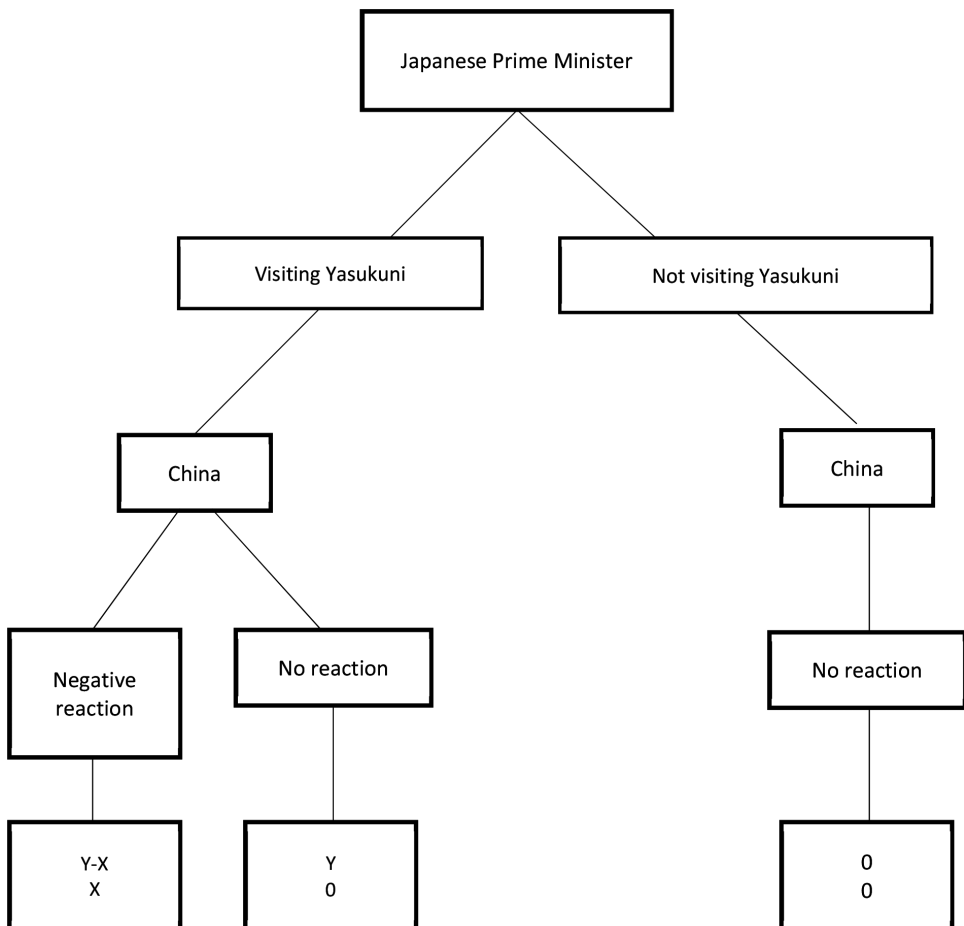 Japanese Prime Minister
Visiting Yasukuni
Not visiting Yasukuni
China
China
Negative
reaction
No reaction
No reaction
Y-X
X
Y
0
0
0